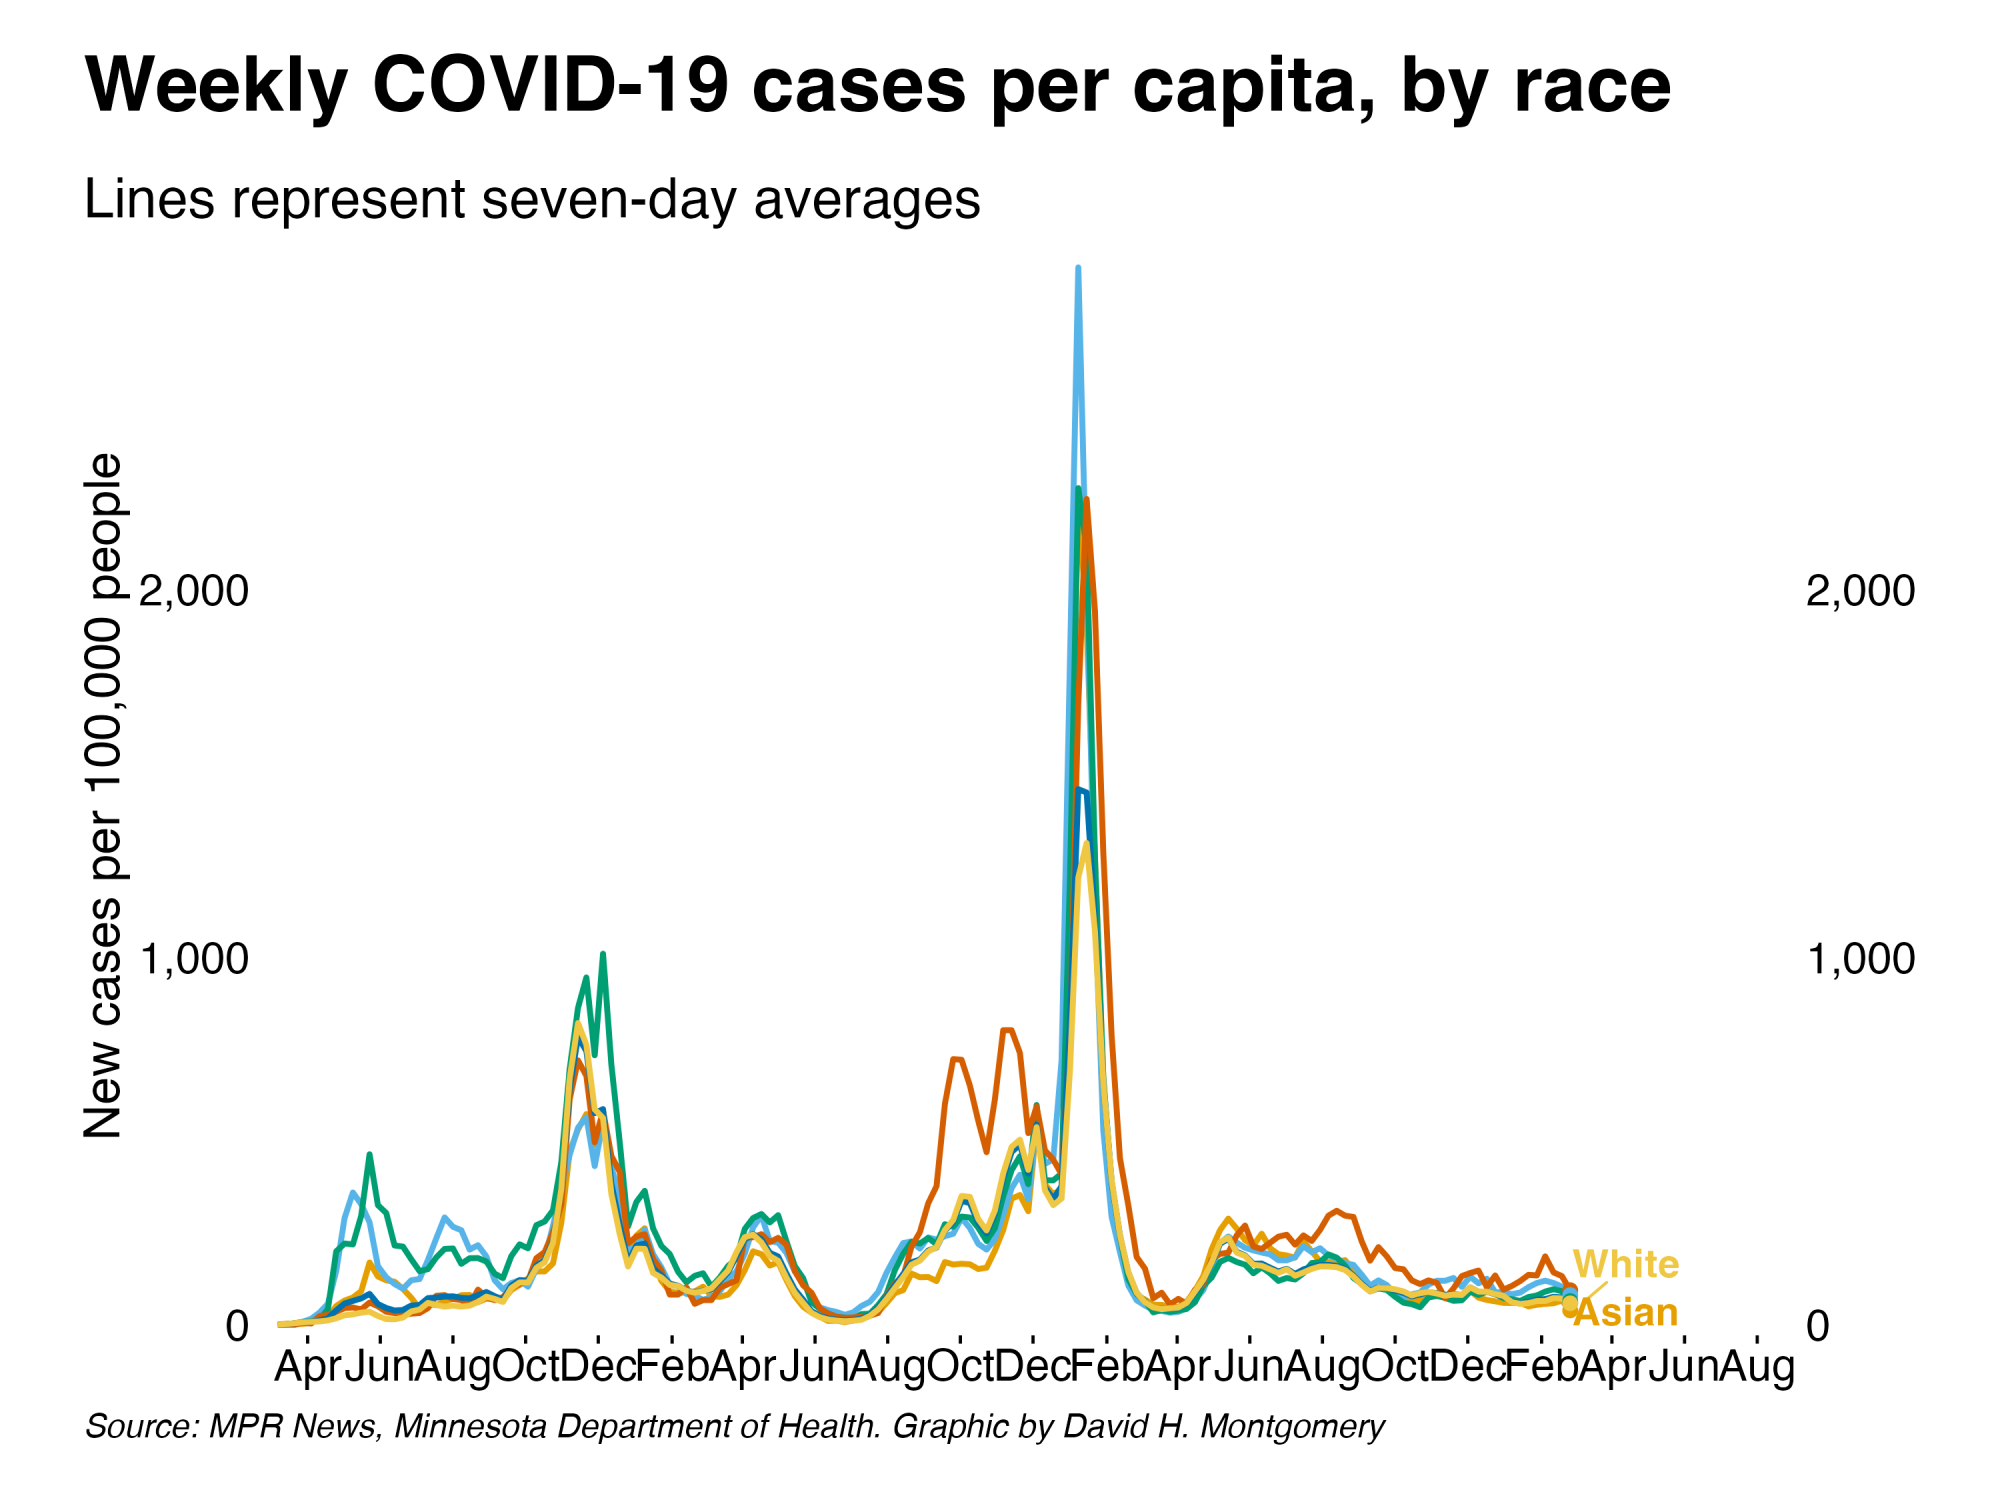 Weekly COVID-19 cases per capita, by race
Lines represent seven-day averages
New cases per 100,000 people
2,000
2,000
1,000
1,000
White
Asian
0
0
Apr Jun Aug Oct Dec Feb Apr Jun Aug Oct Dec Feb Apr Jun Aug Oct Dec Feb Apr Jun Aug
Source: MPR News, Minnesota Department of Health. Graphic by David H. Montgomery